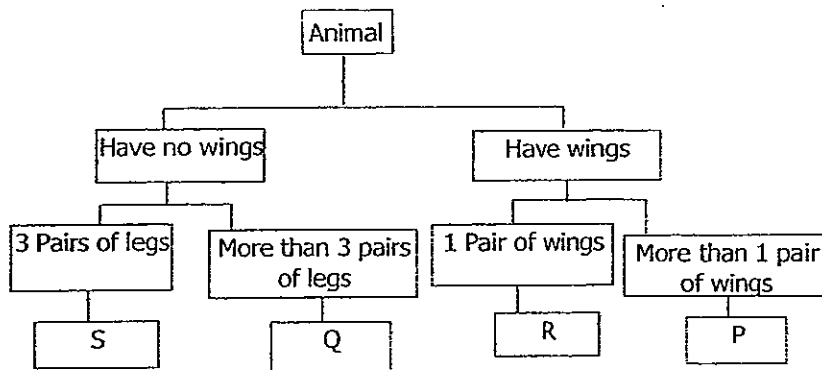 Animal
Have no wings
Have wings
3 Pairs of legs
More than 3 pairs
of legs
1 Pair of wings
More than 1 pair
of wings
S
Q
R
P